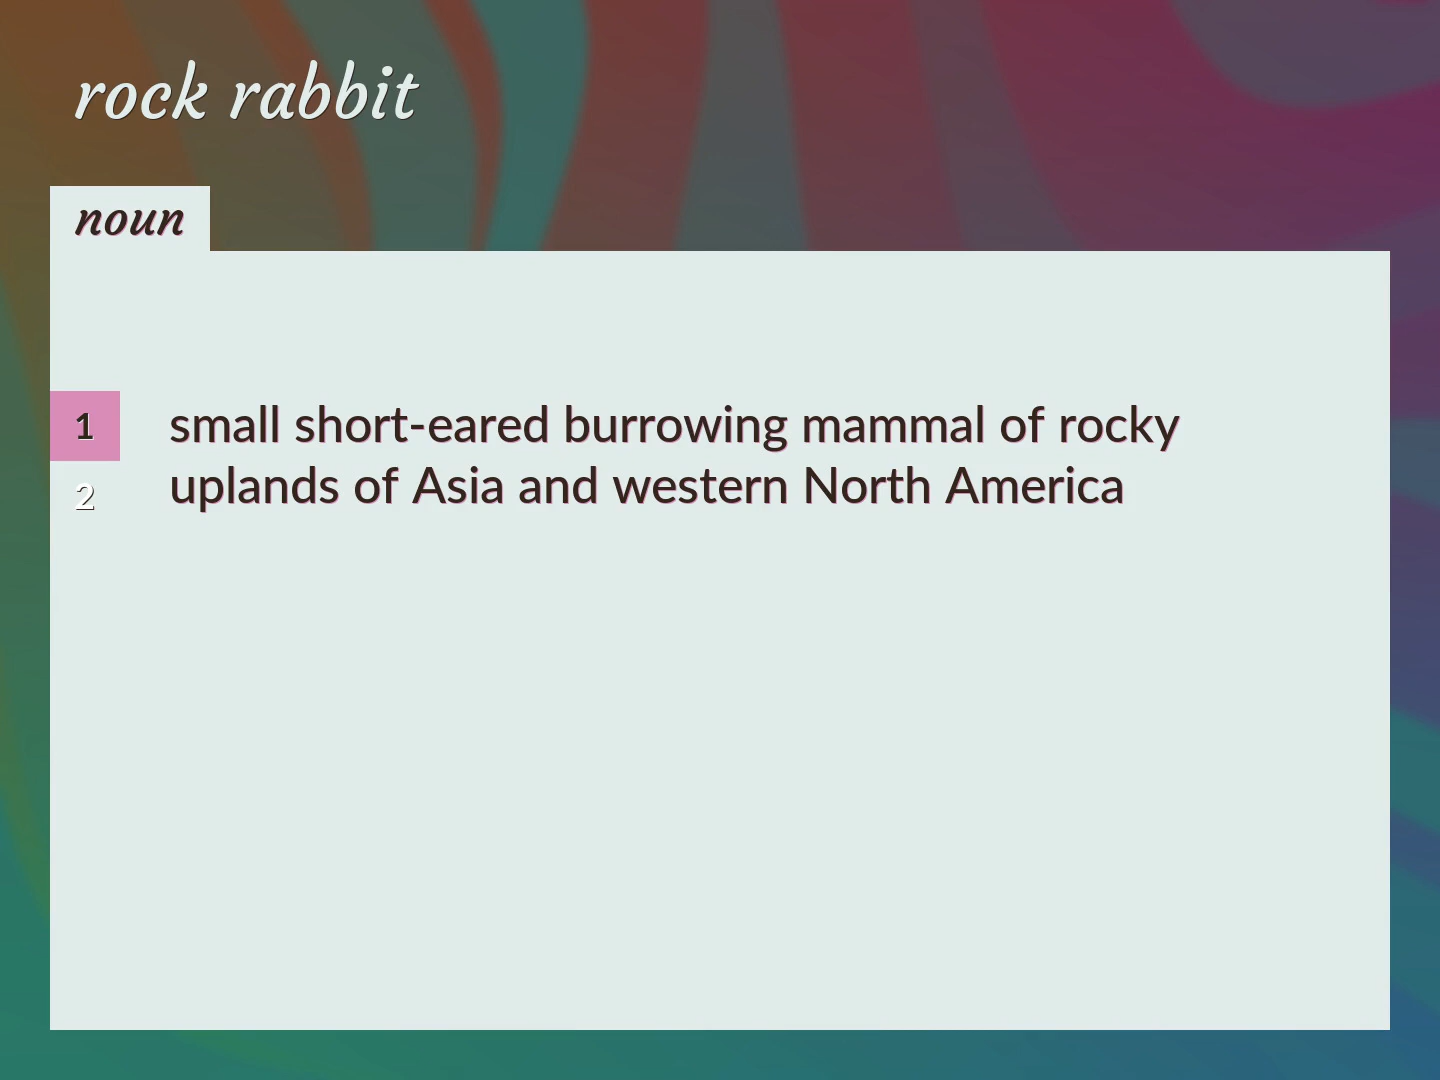 rock rabbit
noun
1
small short-eared burrowing mammal of rocky
uplands of Asia and western North America
2